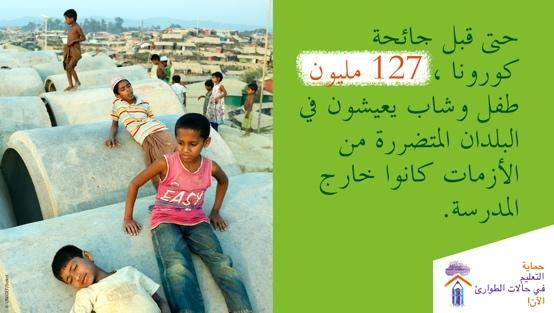 حتى قبل جائحة
كورونا ، 127 مليون
طفل وشاب يعيشون في
البلدان المتضررة من
الأزمات كانوا خارج
المدرسة.
حماية
التعليم
في حالات الطوارئ
الآن!
EASY